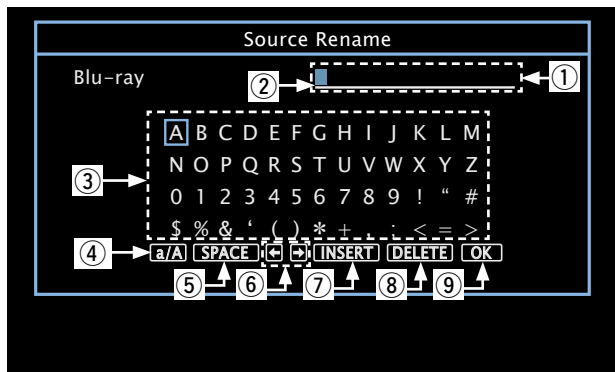 Source Rename
Blu-ray
①
②
③
A B C D E F G H I J K L M
N O P Q R S T U V W X Y Z
0 1 2 3 4 5 6 7 8 9 ! “ #
$ % & ‘ ( ) * + , : < = >
④ a/A SPACE ← → INSERT DELETE OK
⑤ ⑥ ⑦ ⑧ ⑨